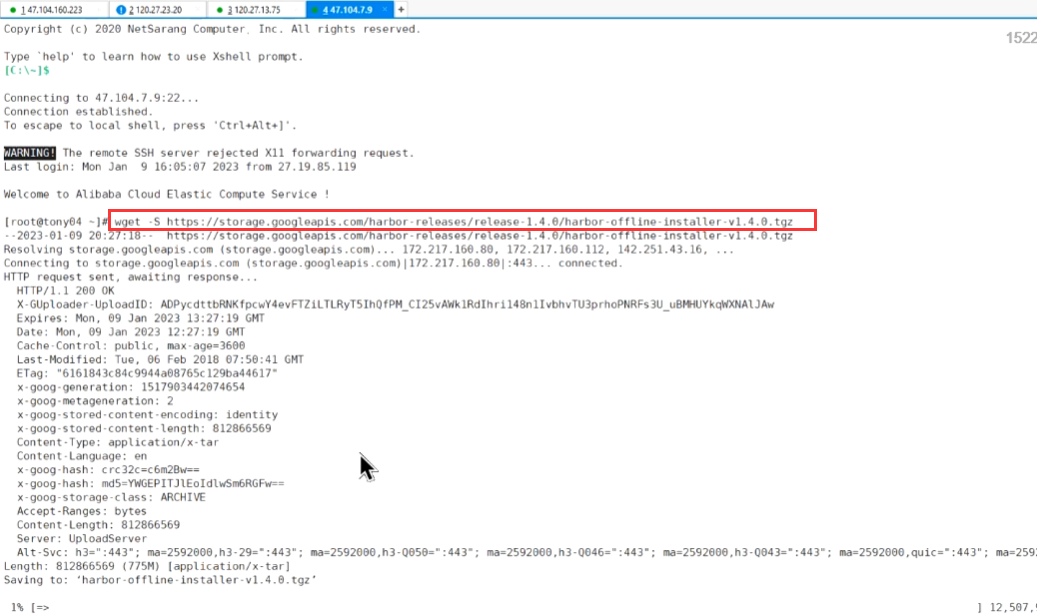 1 47.104.160.223 2 120.27.23.20 3 120.27.13.75 4 47.104.7.9 × +
Copyright (c) 2020 NetSarang Computer, Inc. All rights reserved.
1522
Type `help' to learn how to use Xshell prompt.
[C:\~]$
Connecting to 47.104.7.9:22...
Connection established.
To escape to local shell, press 'Ctrl+Alt+]'.
WARNING! The remote SSH server rejected X11 forwarding request.
Last login: Mon Jan  9 16:05:07 2023 from 27.19.85.119
Welcome to Alibaba Cloud Elastic Compute Service !
[root@tony04 ~]# wget -S https://storage.googleapis.com/harbor-releases/release-1.4.0/harbor-offline-installer-v1.4.0.tgz
--2023-01-09 20:27:18--  https://storage.googleapis.com/harbor-releases/release-1.4.0/harbor-offline-installer-v1.4.0.tgz
Resolving storage.googleapis.com (storage.googleapis.com)... 172.217.160.80, 172.217.160.112, 142.251.43.16, ...
Connecting to storage.googleapis.com (storage.googleapis.com)|172.217.160.80|:443... connected.
HTTP request sent, awaiting response...
HTTP/1.1 200 OK
X-GUploader-UploadID: ADPycdttbRNKfpcwY4evFTZiLTLRyT5IhQfPM_CI25vAWk1RdIhri148n1IvbhvTU3prhoPNRFs3U_uBMHUYkqWXNAlJAw
Expires: Mon, 09 Jan 2023 13:27:19 GMT
Date: Mon, 09 Jan 2023 12:27:19 GMT
Cache-Control: public, max-age=3600
Last-Modified: Tue, 06 Feb 2018 07:50:41 GMT
ETag: "6161843c84c9944a08765c129ba44617"
x-goog-generation: 1517903442074654
x-goog-metageneration: 2
x-goog-stored-content-encoding: identity
x-goog-stored-content-length: 812866569
Content-Type: application/x-tar
Content-Language: en
x-goog-hash: crc32c=c6m2Bw==
x-goog-hash: md5=YWGEPITJlEoIdlwSm6RGFw==
x-goog-storage-class: ARCHIVE
Accept-Ranges: bytes
Content-Length: 812866569
Server: UploadServer
Alt-Svc: h3=":443"; ma=2592000,h3-29=":443"; ma=2592000,h3-Q050=":443"; ma=2592000,h3-Q046=":443"; ma=2592000,h3-Q043=":443"; ma=2592000,quic=":443"; ma=259
Length: 812866569 (775M) [application/x-tar]
Saving to: ‘harbor-offline-installer-v1.4.0.tgz’
1% [=> ] 12,507,